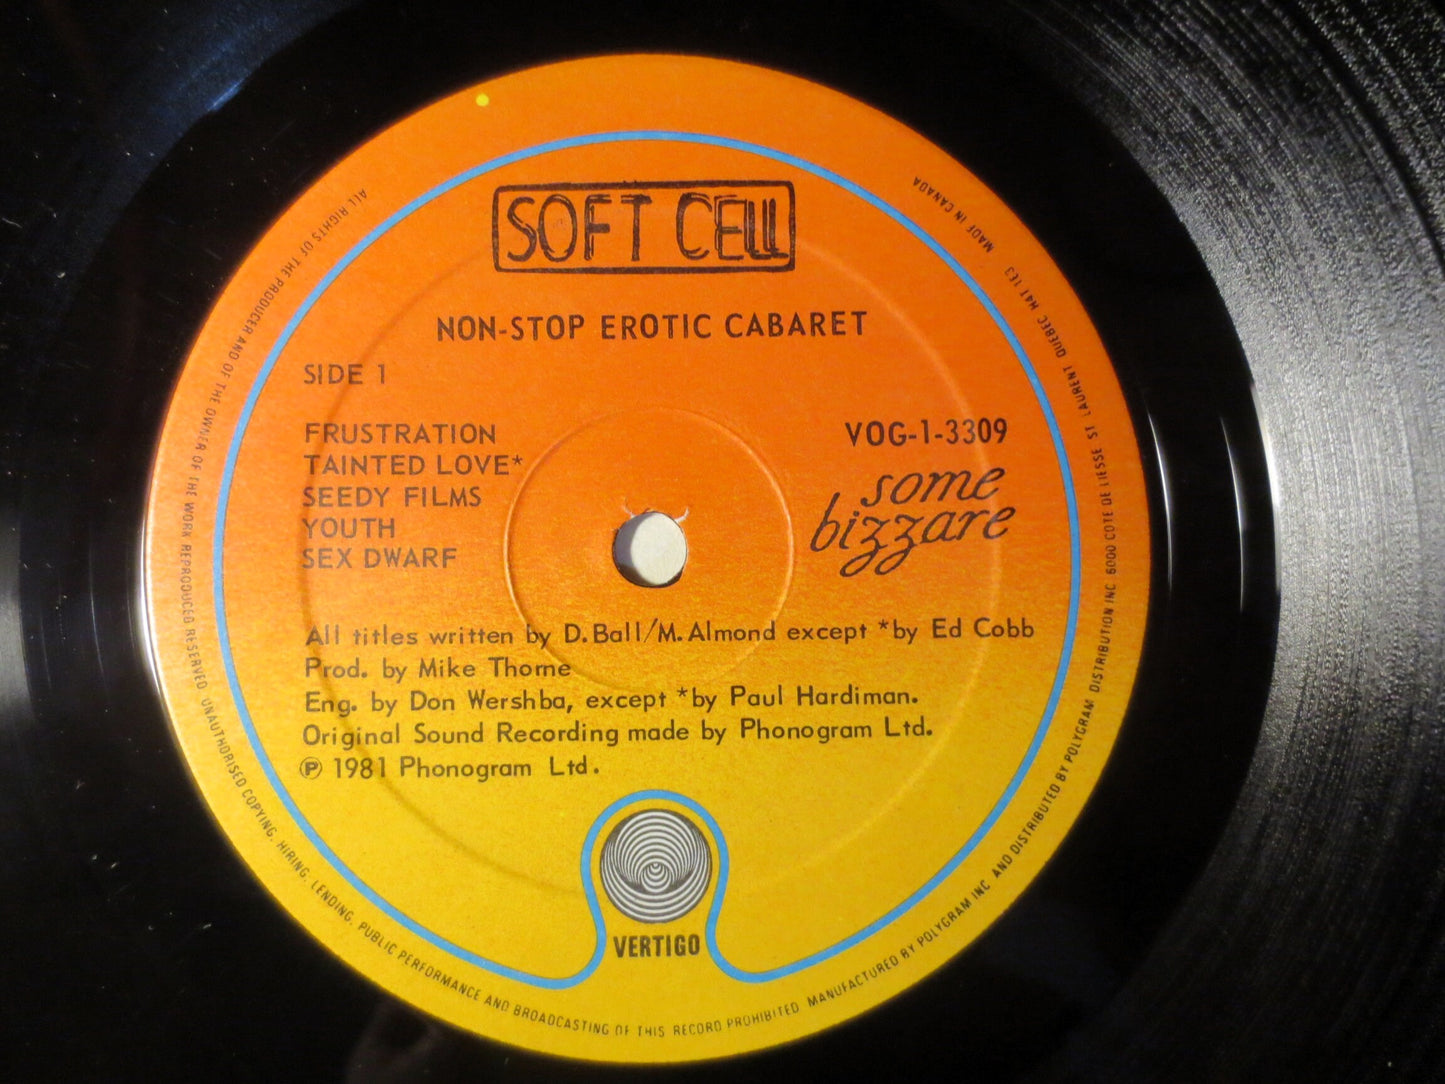 SOFT CELL
NON-STOP EROTIC CABARET
SIDE 1
FRUSTRATION
TAINTED LOVE*
SEEDY FILMS
YOUTH
SEX DWARF
VOG-1-3309
some
bizzare
All titles written by D.Ball/M.Almond except *by Ed Cobb
Prod. by Mike Thorne
Eng. by Don Wershba, except *by Paul Hardiman.
Original Sound Recording made by Phonogram Ltd.
℗ 1981 Phonogram Ltd.
VERTIGO
ALL RIGHTS OF THE PRODUCER AND OF THE OWNER OF THE WORK REPRODUCED RESERVED. UNAUTHORISED COPYING, HIRING, LENDING, PUBLIC PERFORMANCE AND BROADCASTING OF THIS RECORD PROHIBITED. MANUFACTURED BY POLYGRAM INC. AND DISTRIBUTED BY POLYGRAM DISTRIBUTION INC. 6000 COTE DE LIESSE ST LAURENT QUEBEC H4T 1E3 MADE IN CANADA